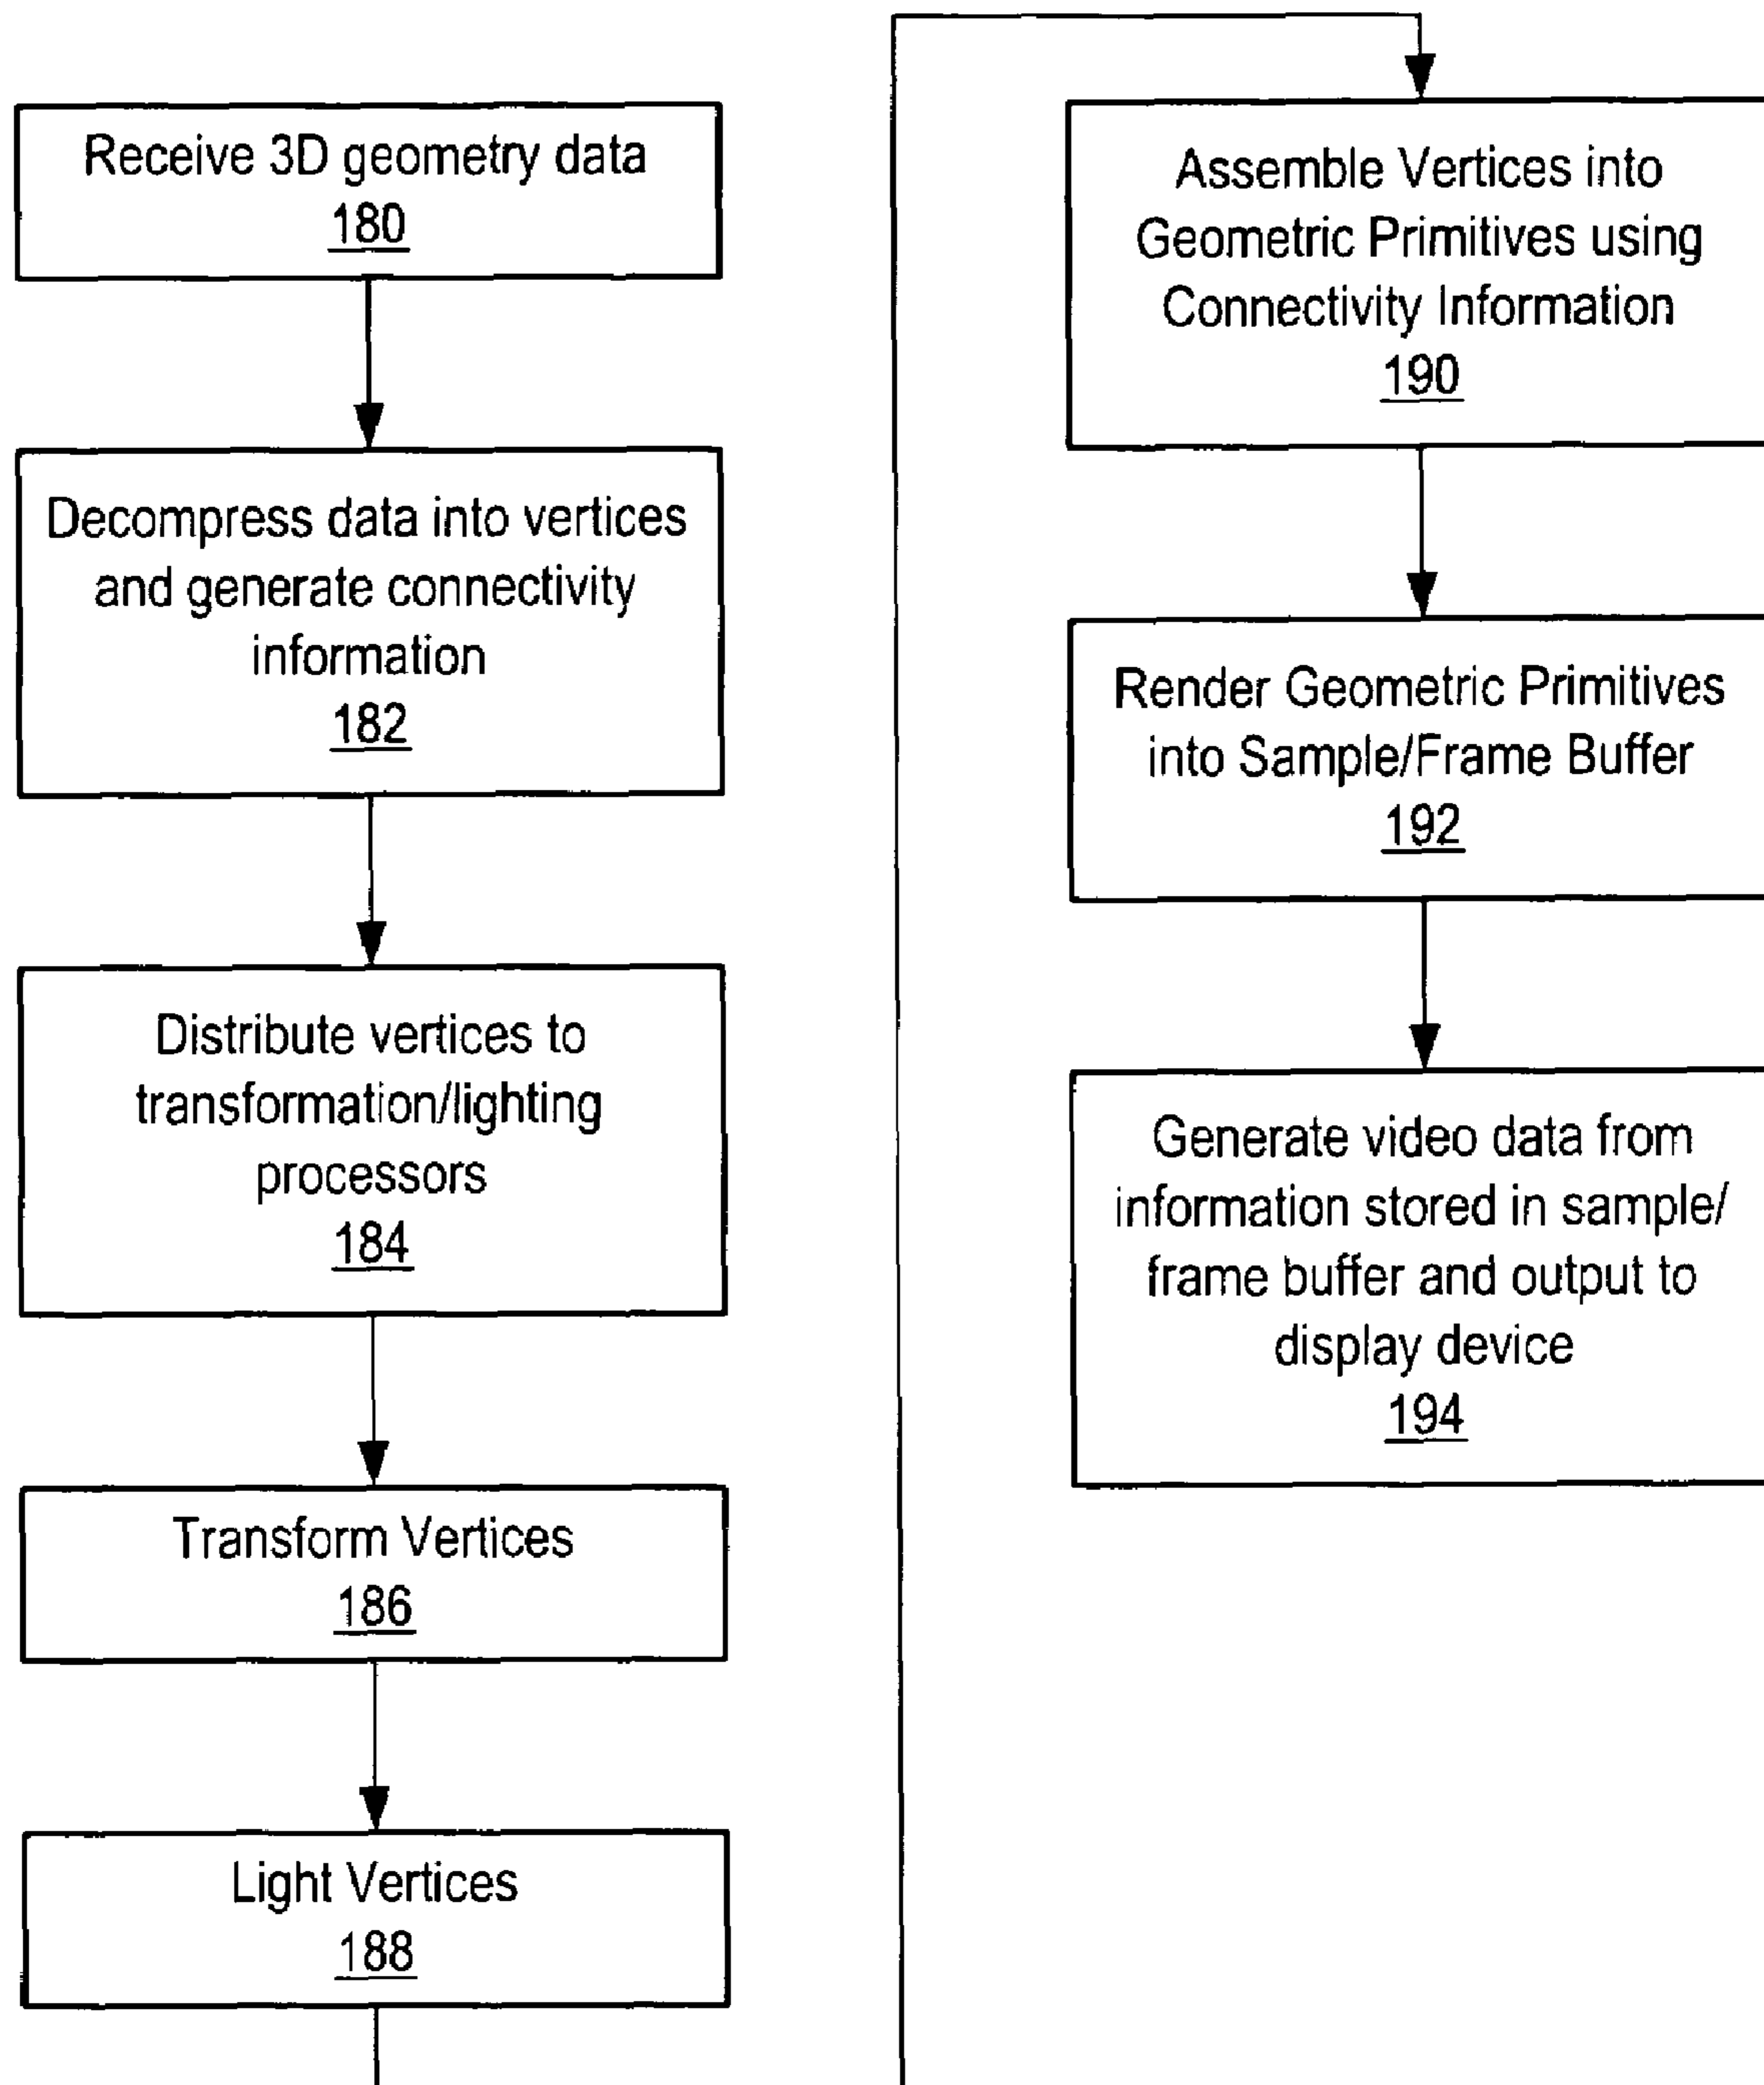 Receive 3D geometry data
180
Decompress data into vertices
and generate connectivity
information
182
Distribute vertices to
transformation/lighting
processors
184
Transform Vertices
186
Light Vertices
188
Assemble Vertices into
Geometric Primitives using
Connectivity Information
190
Render Geometric Primitives
into Sample/Frame Buffer
192
Generate video data from
information stored in sample/
frame buffer and output to
display device
194